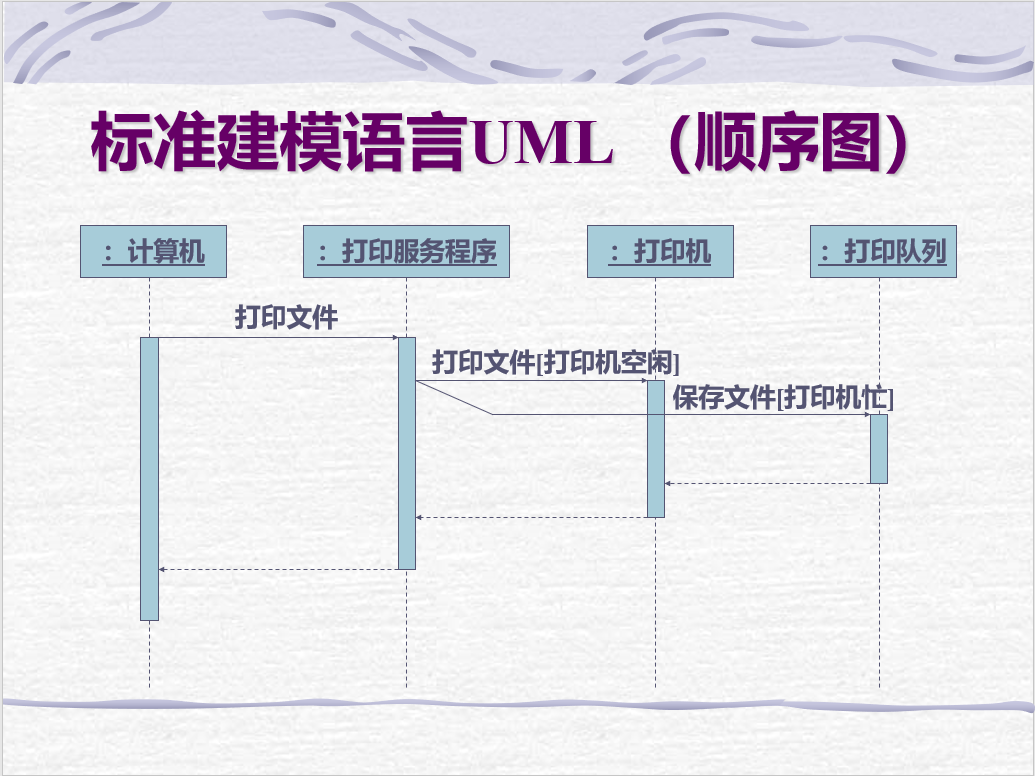 标准建模语言UML （顺序图）
：计算机
：打印服务程序
：打印机
：打印队列
打印文件
打印文件[打印机空闲]
保存文件[打印机忙]